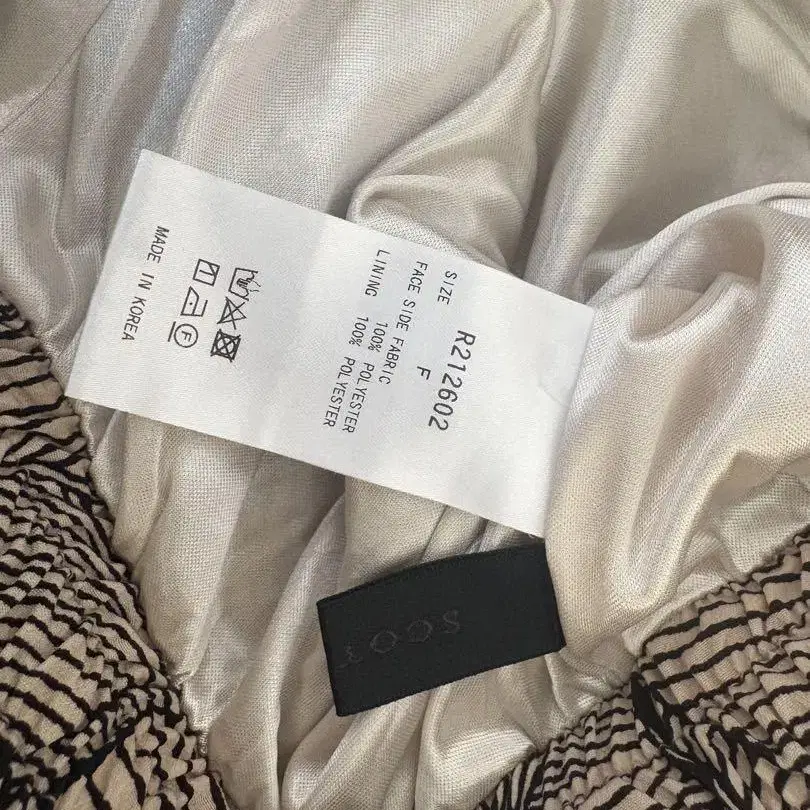 R212602
SIZE F
FACE SIDE FABRIC
100% POLYESTER
LINING 100% POLYESTER
F
MADE IN KOREA